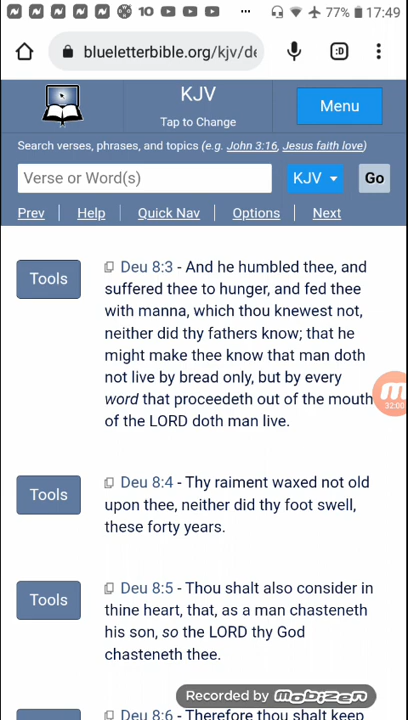 10 77% 17:49
blueletterbible.org/kjv/de :D
KJV
Tap to Change
Menu
Search verses, phrases, and topics (e.g. John 3:16, Jesus faith love)
Verse or Word(s) KJV Go
Prev | Help | Quick Nav | Options | Next
Tools
Deu 8:3 - And he humbled thee, and
suffered thee to hunger, and fed thee
with manna, which thou knewest not,
neither did thy fathers know; that he
might make thee know that man doth
not live by bread only, but by every
word that proceedeth out of the mouth
of the LORD doth man live.
32:00
Tools
Deu 8:4 - Thy raiment waxed not old
upon thee, neither did thy foot swell,
these forty years.
Tools
Deu 8:5 - Thou shalt also consider in
thine heart, that, as a man chasteneth
his son, so the LORD thy God
chasteneth thee.
Deu 8:6 - Therefore thou shalt keep
Recorded by mobizen